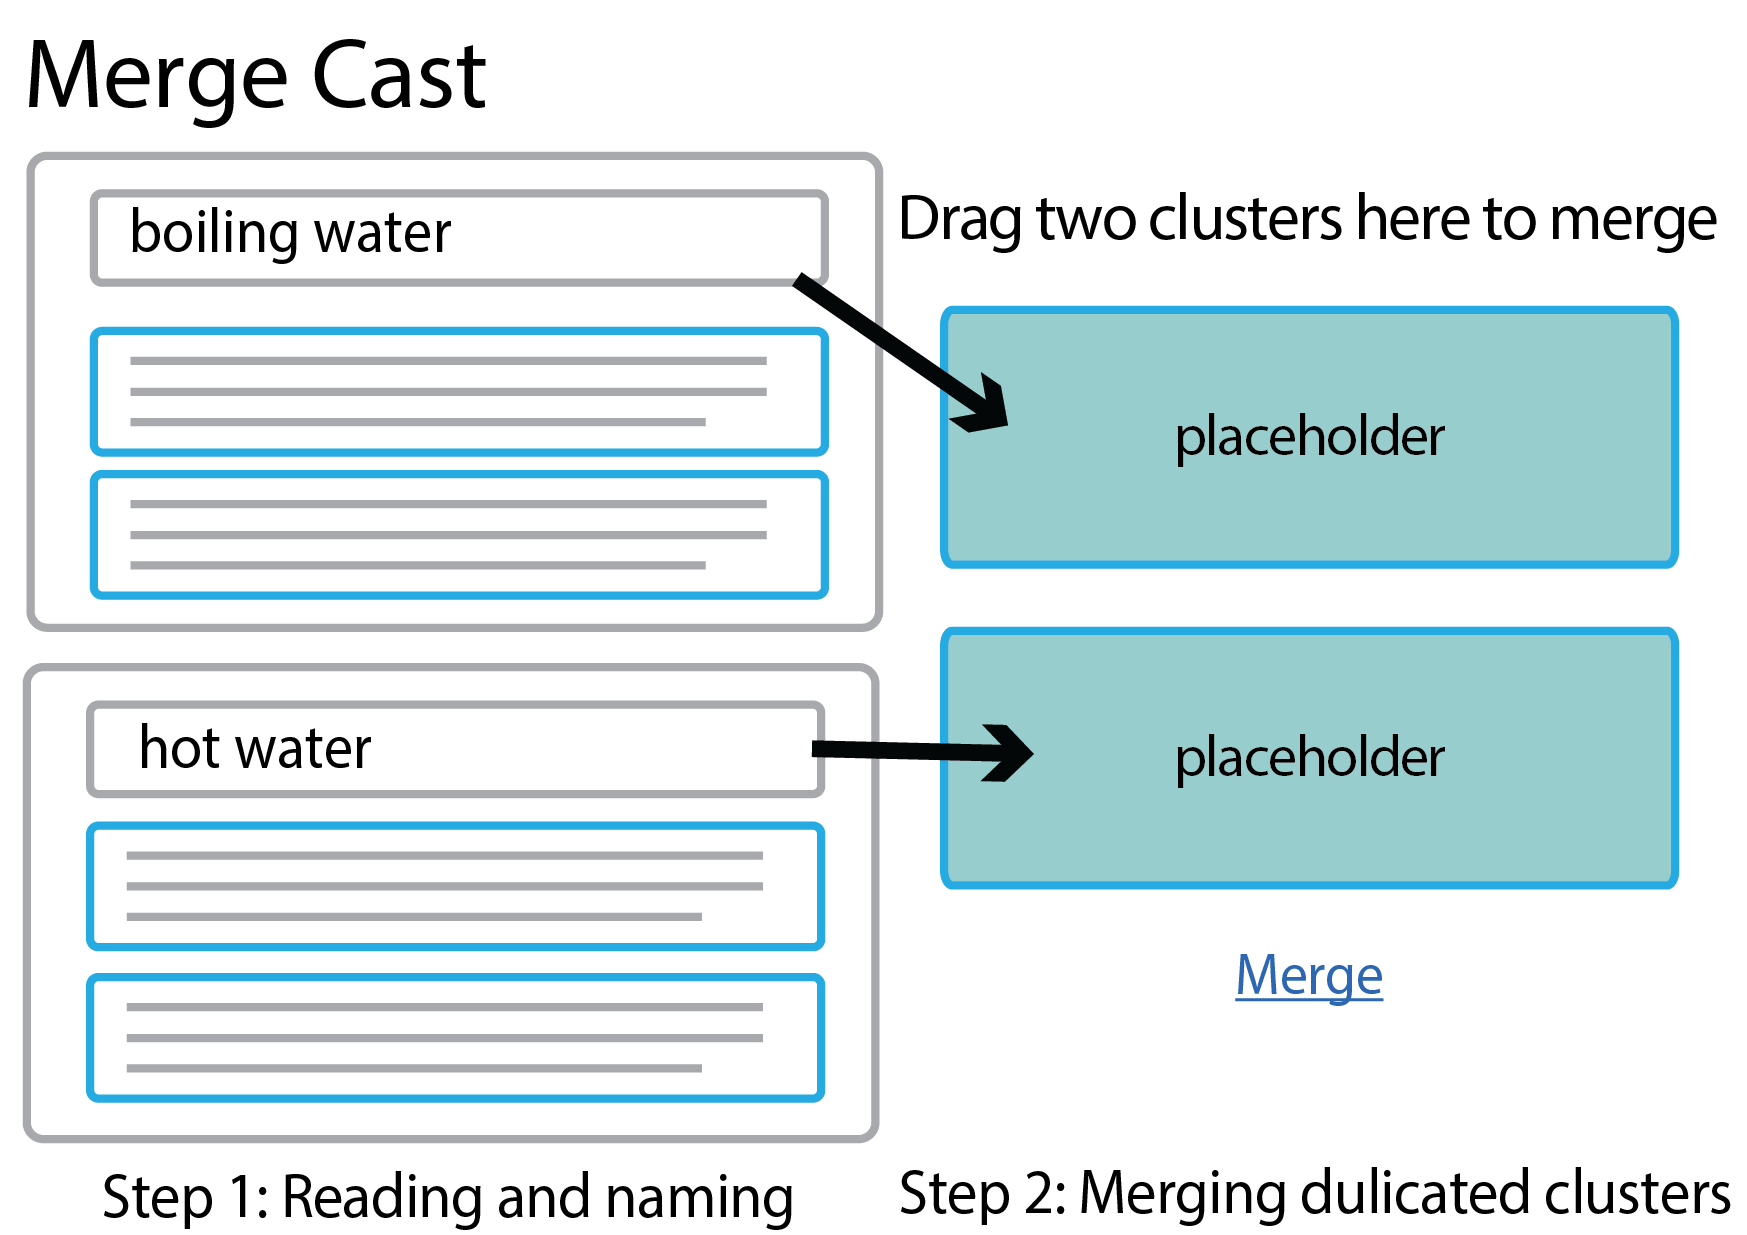 Merge Cast
boiling water
Drag two clusters here to merge
placeholder
hot water
placeholder
Merge
Step 1: Reading and naming
Step 2: Merging dulicated clusters